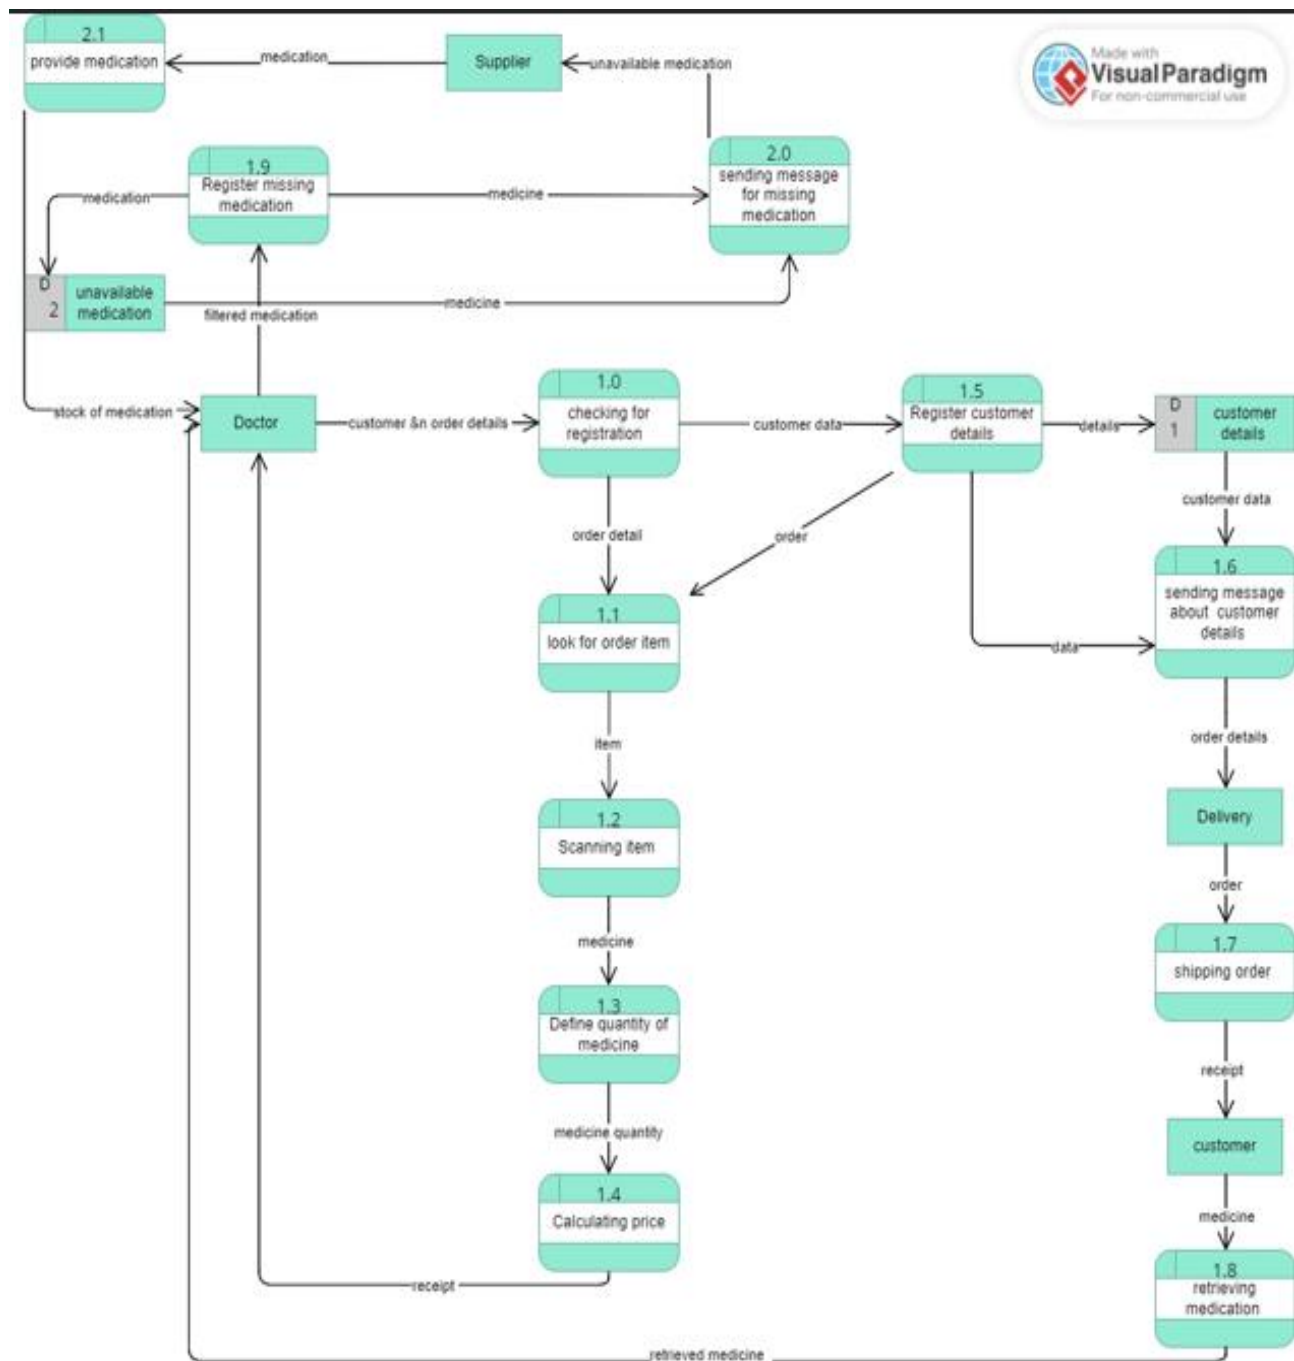 2.1
provide medication
medication
Supplier
unavailable medication
Made with
Visual Paradigm
For non-commercial use
1.9
Register missing
medication
medication
medicine
2.0
sending message
for missing
medication
D
2
unavailable
medication
medicine
filtered medication
stock of medication
Doctor
customer &n order details
1.0
checking for
registration
customer data
1.5
Register customer
details
details
D
1
customer
details
customer data
order detail
order
1.1
look for order item
data
1.6
sending message
about customer
details
item
order details
1.2
Scanning item
Delivery
order
medicine
1.7
shipping order
1.3
Define quantity of
medicine
receipt
medicine quantity
customer
1.4
Calculating price
medicine
receipt
1.8
retrieving
medication
retrieved medicine